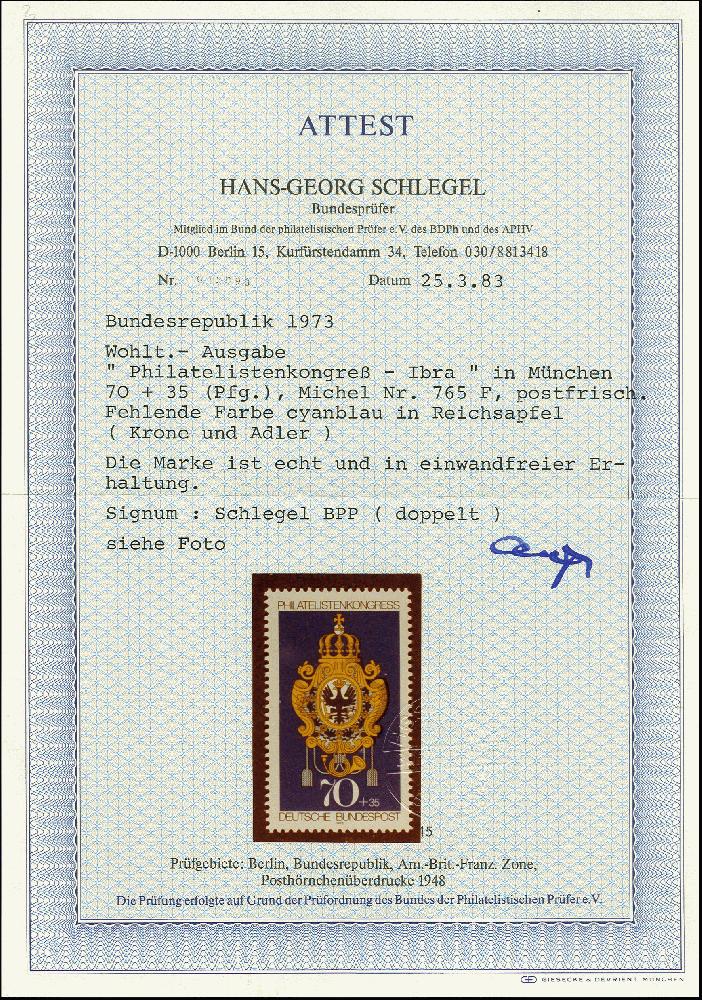 ATTEST
HANS-GEORG SCHLEGEL
Bundesprüfer
Mitglied im Bund der philatelistischen Prüfer e.V. des BDPh und des APHV
D-1000 Berlin 15, Kurfürstendamm 34, Telefon 030/8813418
Nr. Datum 25.3.83
Bundesrepublik 1973
Wohlt.- Ausgabe
" Philatelistenkongreß - Ibra " in München
70 + 35 (Pfg.), Michel Nr. 765 F, postfrisch.
Fehlende Farbe cyanblau in Reichsapfel
( Krone und Adler )
Die Marke ist echt und in einwandfreier Er-
haltung.
Signum : Schlegel BPP ( doppelt )
siehe Foto
PHILATELISTENKONGRESS
70 +35
DEUTSCHE BUNDESPOST
15
Prüfgebiete: Berlin, Bundesrepublik, Am.-Brit.-Franz. Zone,
Posthörnchenüberdrucke 1948
Die Prüfung erfolgte auf Grund der Prüfordnung des Bundes der Philatelistischen Prüfer e.V.
GIESECKE & DEVRIENT MÜNCHEN